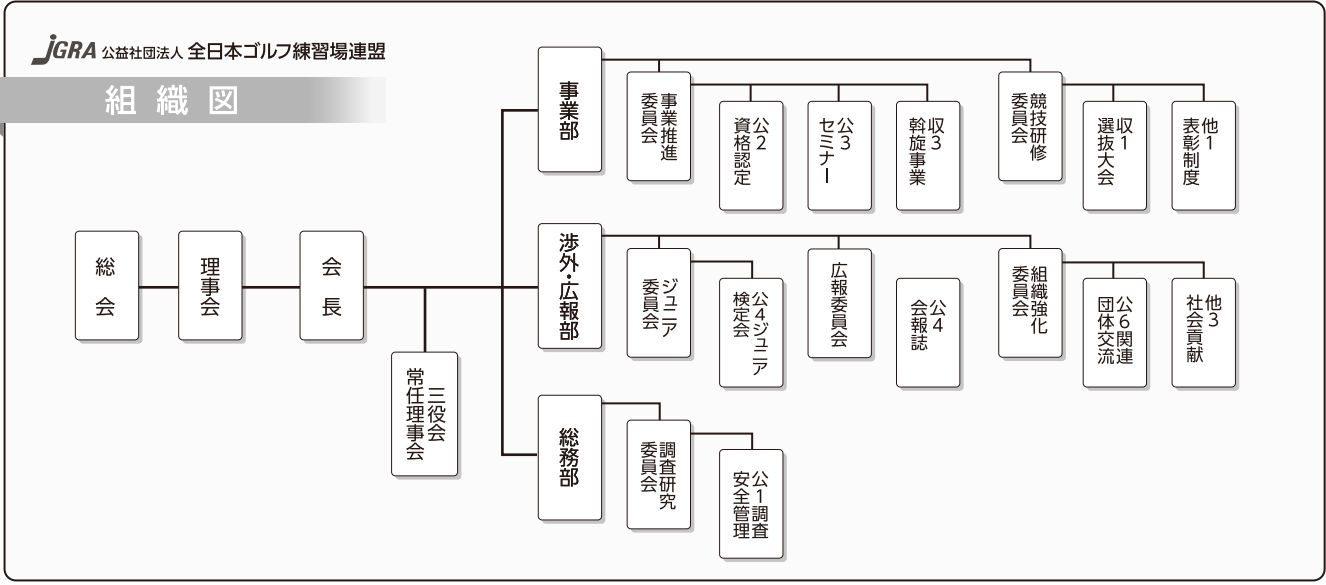 JGRA 公益社団法人 全日本ゴルフ練習場連盟
組織図
総会
理事会
会長
三役会
常任理事会
事業部
事業推進
委員会
公2
資格認定
公3
セミナー
収3
斡旋事業
競技研修
委員会
収1
選抜大会
他1
表彰制度
渉外・広報部
ジュニア
委員会
公4ジュニア
検定会
広報委員会
公4
会報誌
組織強化
委員会
公6関連
団体交流
他3
社会貢献
総務部
調査研究
委員会
公1調査
安全管理